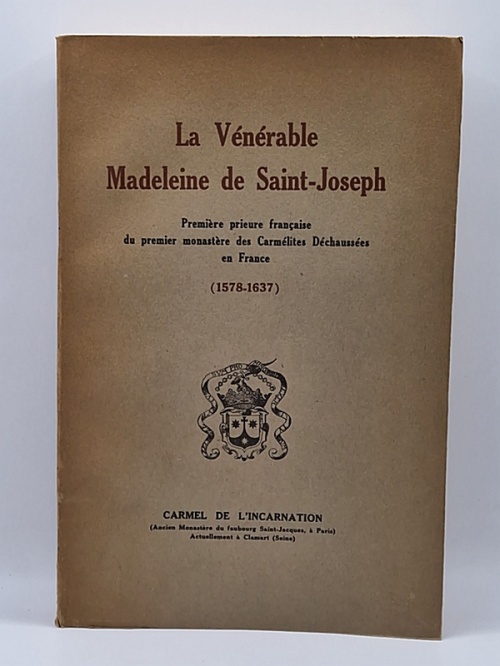 La Vénérable
Madeleine de Saint-Joseph
Première prieure française
du premier monastère des Carmélites Déchaussées
en France
(1578-1637)
CARMEL DE L'INCARNATION
(Ancien Monastère du faubourg Saint-Jacques, à Paris)
Actuellement à Clamart (Seine)